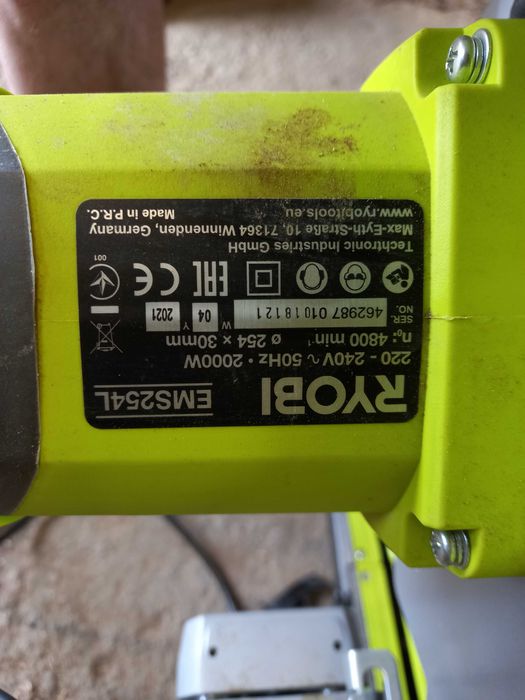 RYOBI EMS254L
220 - 240V ~ 50Hz • 2000W
n₀: 4800 min⁻¹ ø 254 x 30mm
SER. NO. 462987 01018121 W 04 Y 2021
EAC CE 001
Techtronic Industries GmbH
Max-Eyth-Straße 10, 71364 Winnenden, Germany
www.ryobitools.eu Made in P.R.C.